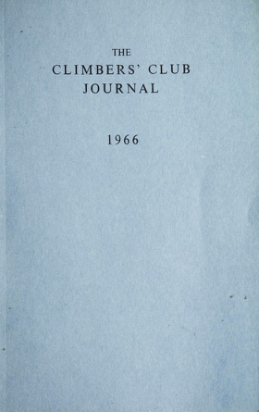 THE
CLIMBERS' CLUB
JOURNAL
1966